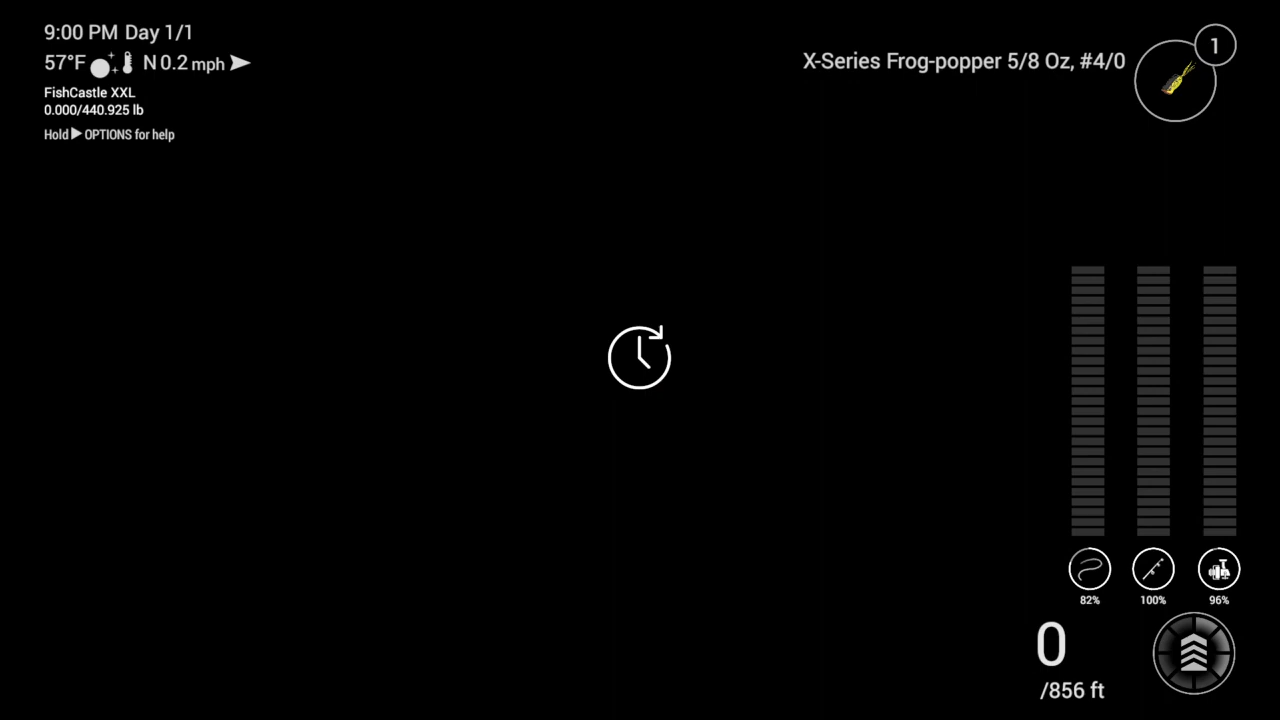 9:00 PM Day 1/1
57°F N 0.2 mph
FishCastle XXL
0.000/440.925 lb
Hold OPTIONS for help
X-Series Frog-popper 5/8 Oz, #4/0
1
82% 100% 96%
0
/856 ft